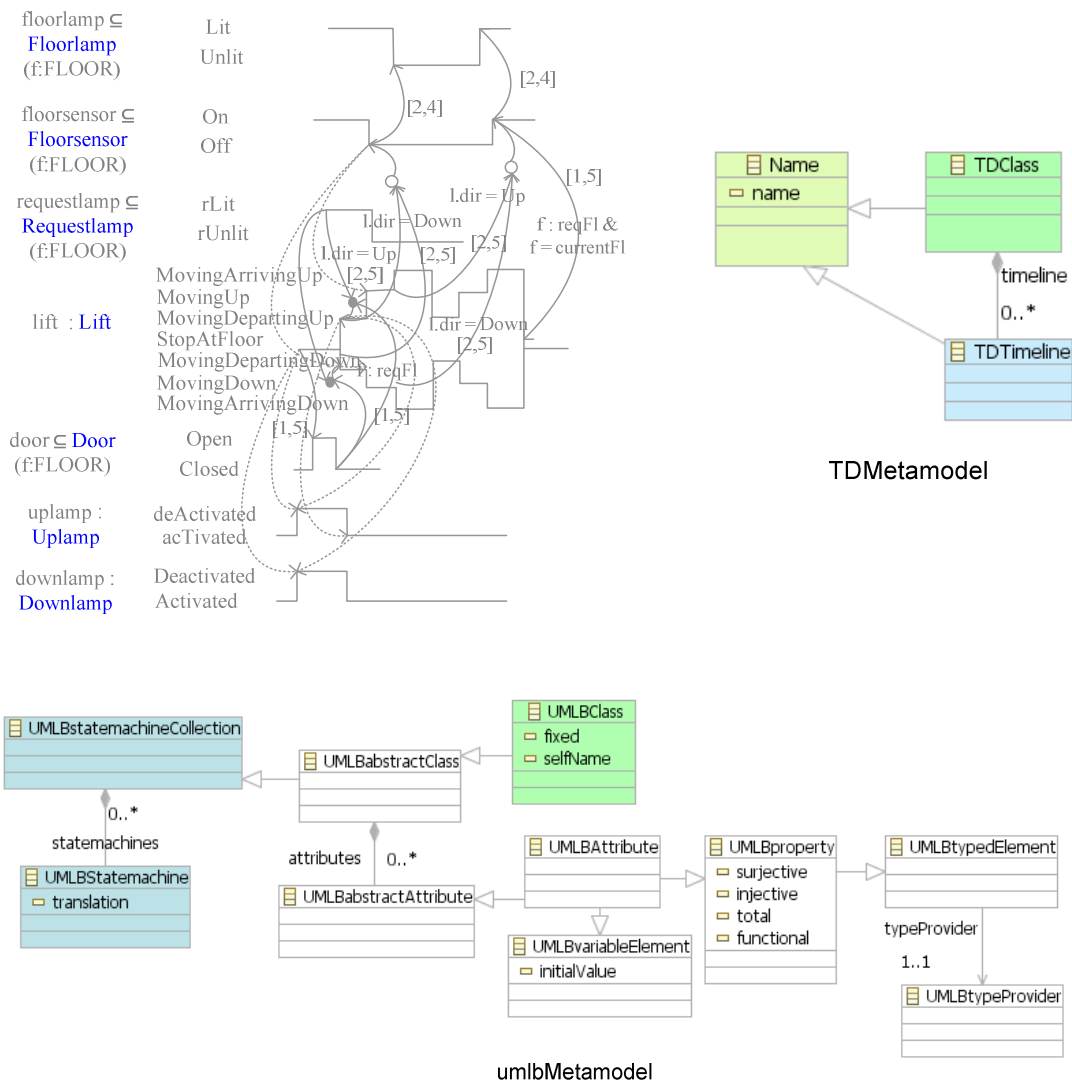 floorlamp ⊆
Floorlamp
(f:FLOOR)
Lit
Unlit
[2,4]
floorsensor ⊆
Floorsensor
(f:FLOOR)
On
Off
[2,4]
[1,5]
requestlamp ⊆
Requestlamp
(f:FLOOR)
rLit
rUnlit
l.dir = Up
l.dir = Down
f : reqFl &
f = currentFl
l.dir = Up
[2,5]
[2,5]
[2,5]
lift : Lift
MovingArrivingUp
MovingUp
MovingDepartingUp
StopAtFloor
MovingDepartingDown
MovingDown
MovingArrivingDown
l.dir = Down
[2,5]
f : reqFl
[1,5]
[1,5]
door ⊆ Door
(f:FLOOR)
Open
Closed
uplamp :
Uplamp
deActivated
acTivated
downlamp :
Downlamp
Deactivated
Activated
Name
name
TDClass
timeline
0..*
TDTimeline
TDMetamodel
UMLBstatemachineCollection
0..*
statemachines
UMLBStatemachine
translation
UMLBabstractClass
attributes
0..*
UMLBabstractAttribute
UMLBClass
fixed
selfName
UMLBAttribute
UMLBvariableElement
initialValue
UMLBproperty
surjective
injective
total
functional
UMLBtypedElement
typeProvider
1..1
UMLBtypeProvider
umlbMetamodel